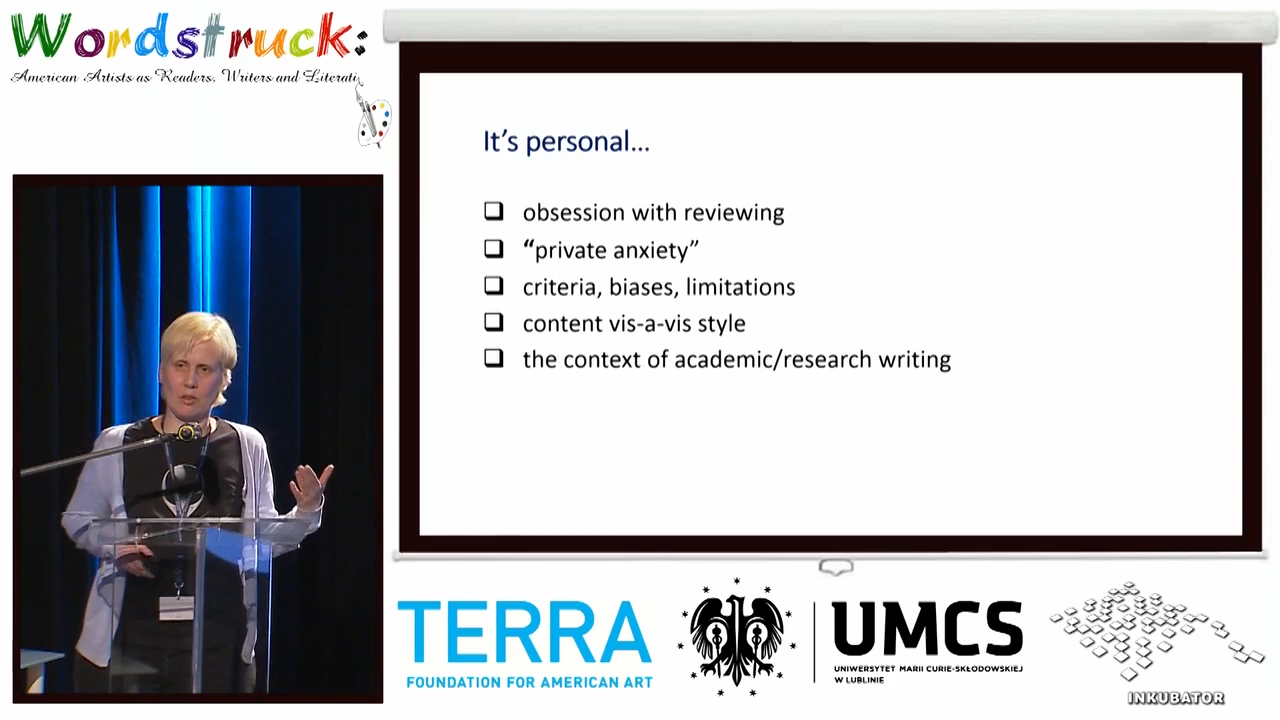 Wordstruck:
American Artists as Readers, Writers and Literati
It's personal...
obsession with reviewing
“private anxiety”
criteria, biases, limitations
content vis-a-vis style
the context of academic/research writing
TERRA
FOUNDATION FOR AMERICAN ART
UMCS
UNIWERSYTET MARII CURIE-SKŁODOWSKIEJ
W LUBLINIE
INKUBATOR